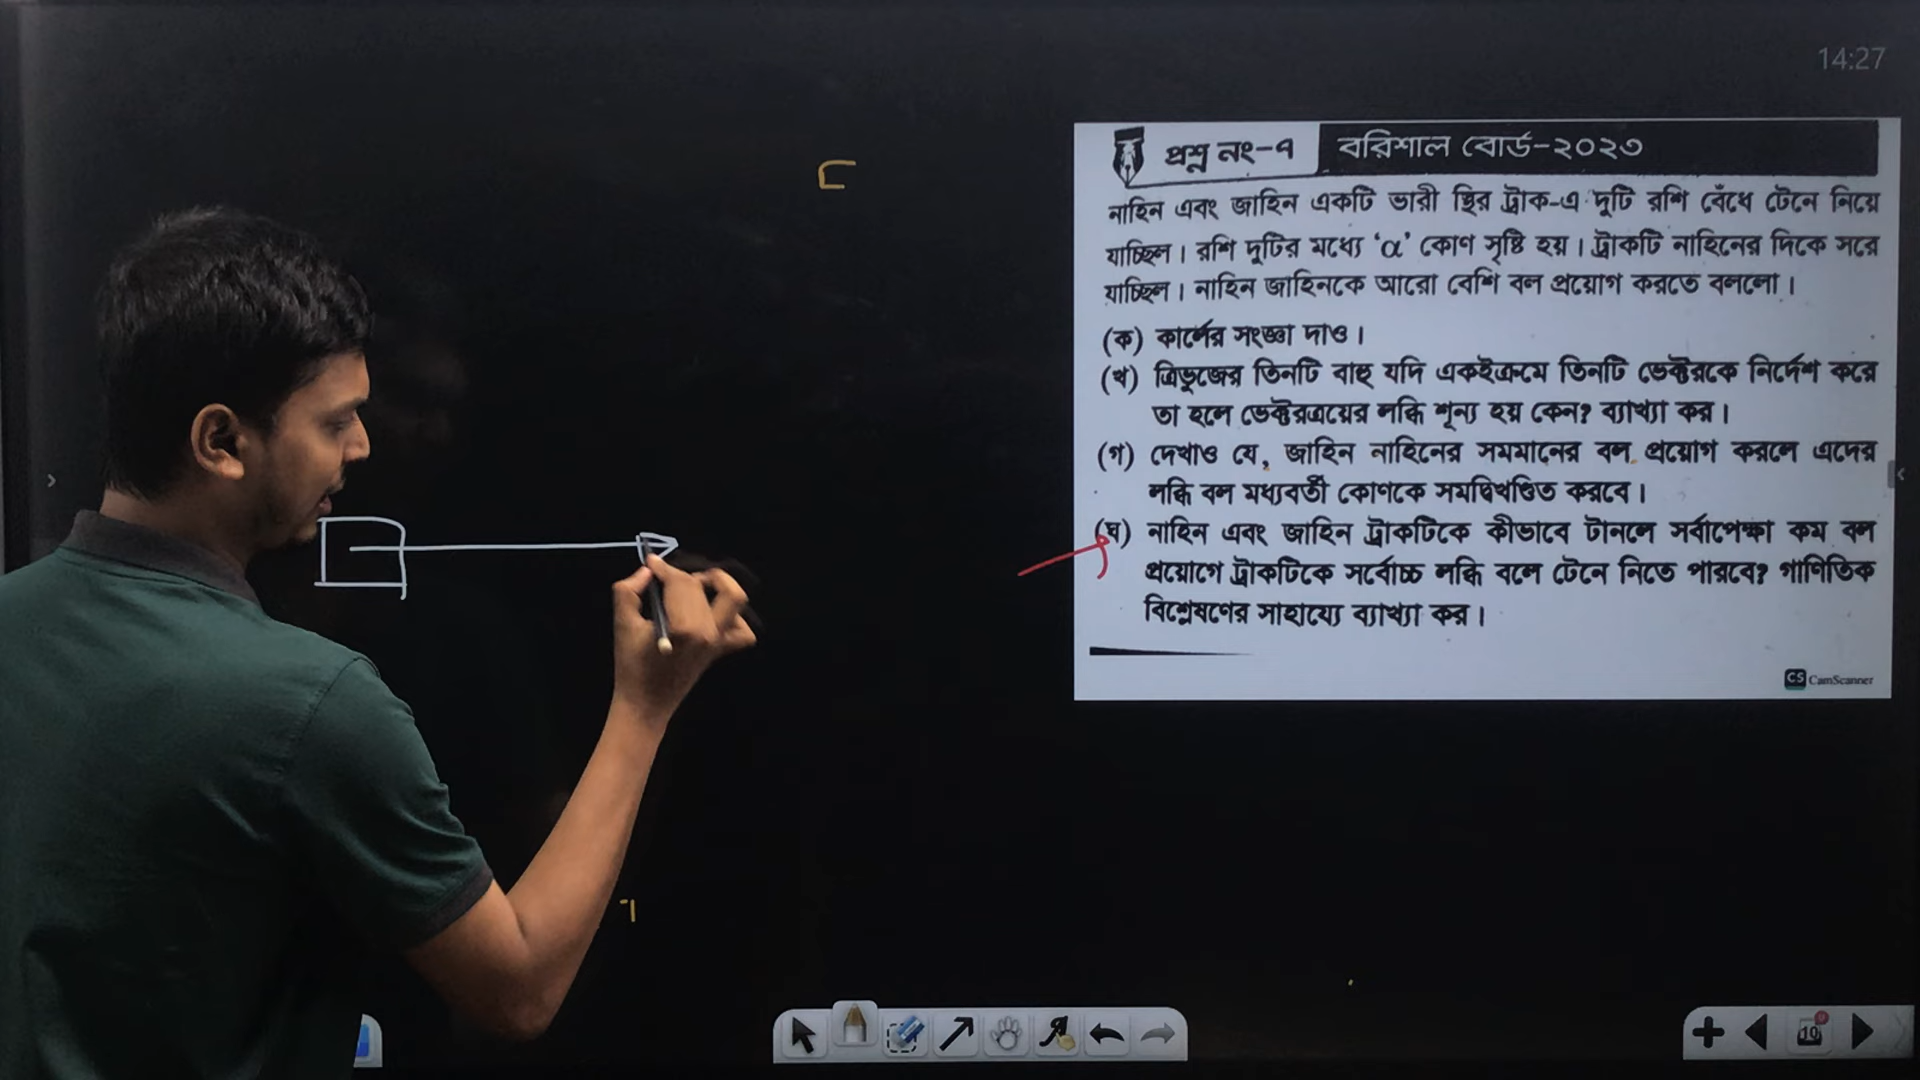 14:27
প্রশ্ন নং-৭
বরিশাল বোর্ড-২০২৩
নাহিন এবং জাহিন একটি ভারী স্থির ট্রাক-এ দুটি রশি বেঁধে টেনে নিয়ে
যাচ্ছিল। রশি দুটির মধ্যে ‘α’ কোণ সৃষ্টি হয়। ট্রাকটি নাহিনের দিকে সরে
যাচ্ছিল। নাহিন জাহিনকে আরো বেশি বল প্রয়োগ করতে বললো।
(ক) কার্লের সংজ্ঞা দাও।
(খ) ত্রিভুজের তিনটি বাহু যদি একইক্রমে তিনটি ভেক্টরকে নির্দেশ করে
তা হলে ভেক্টরত্রয়ের লব্ধি শূন্য হয় কেন? ব্যাখ্যা কর।
(গ) দেখাও যে, জাহিন নাহিনের সমমানের বল প্রয়োগ করলে এদের
লব্ধি বল মধ্যবর্তী কোণকে সমদ্বিখণ্ডিত করবে।
(ঘ) নাহিন এবং জাহিন ট্রাকটিকে কীভাবে টানলে সর্বাপেক্ষা কম বল
প্রয়োগে ট্রাকটিকে সর্বোচ্চ লব্ধি বলে টেনে নিতে পারবে? গাণিতিক
বিশ্লেষণের সাহায্যে ব্যাখ্যা কর।
CS CamScanner
10